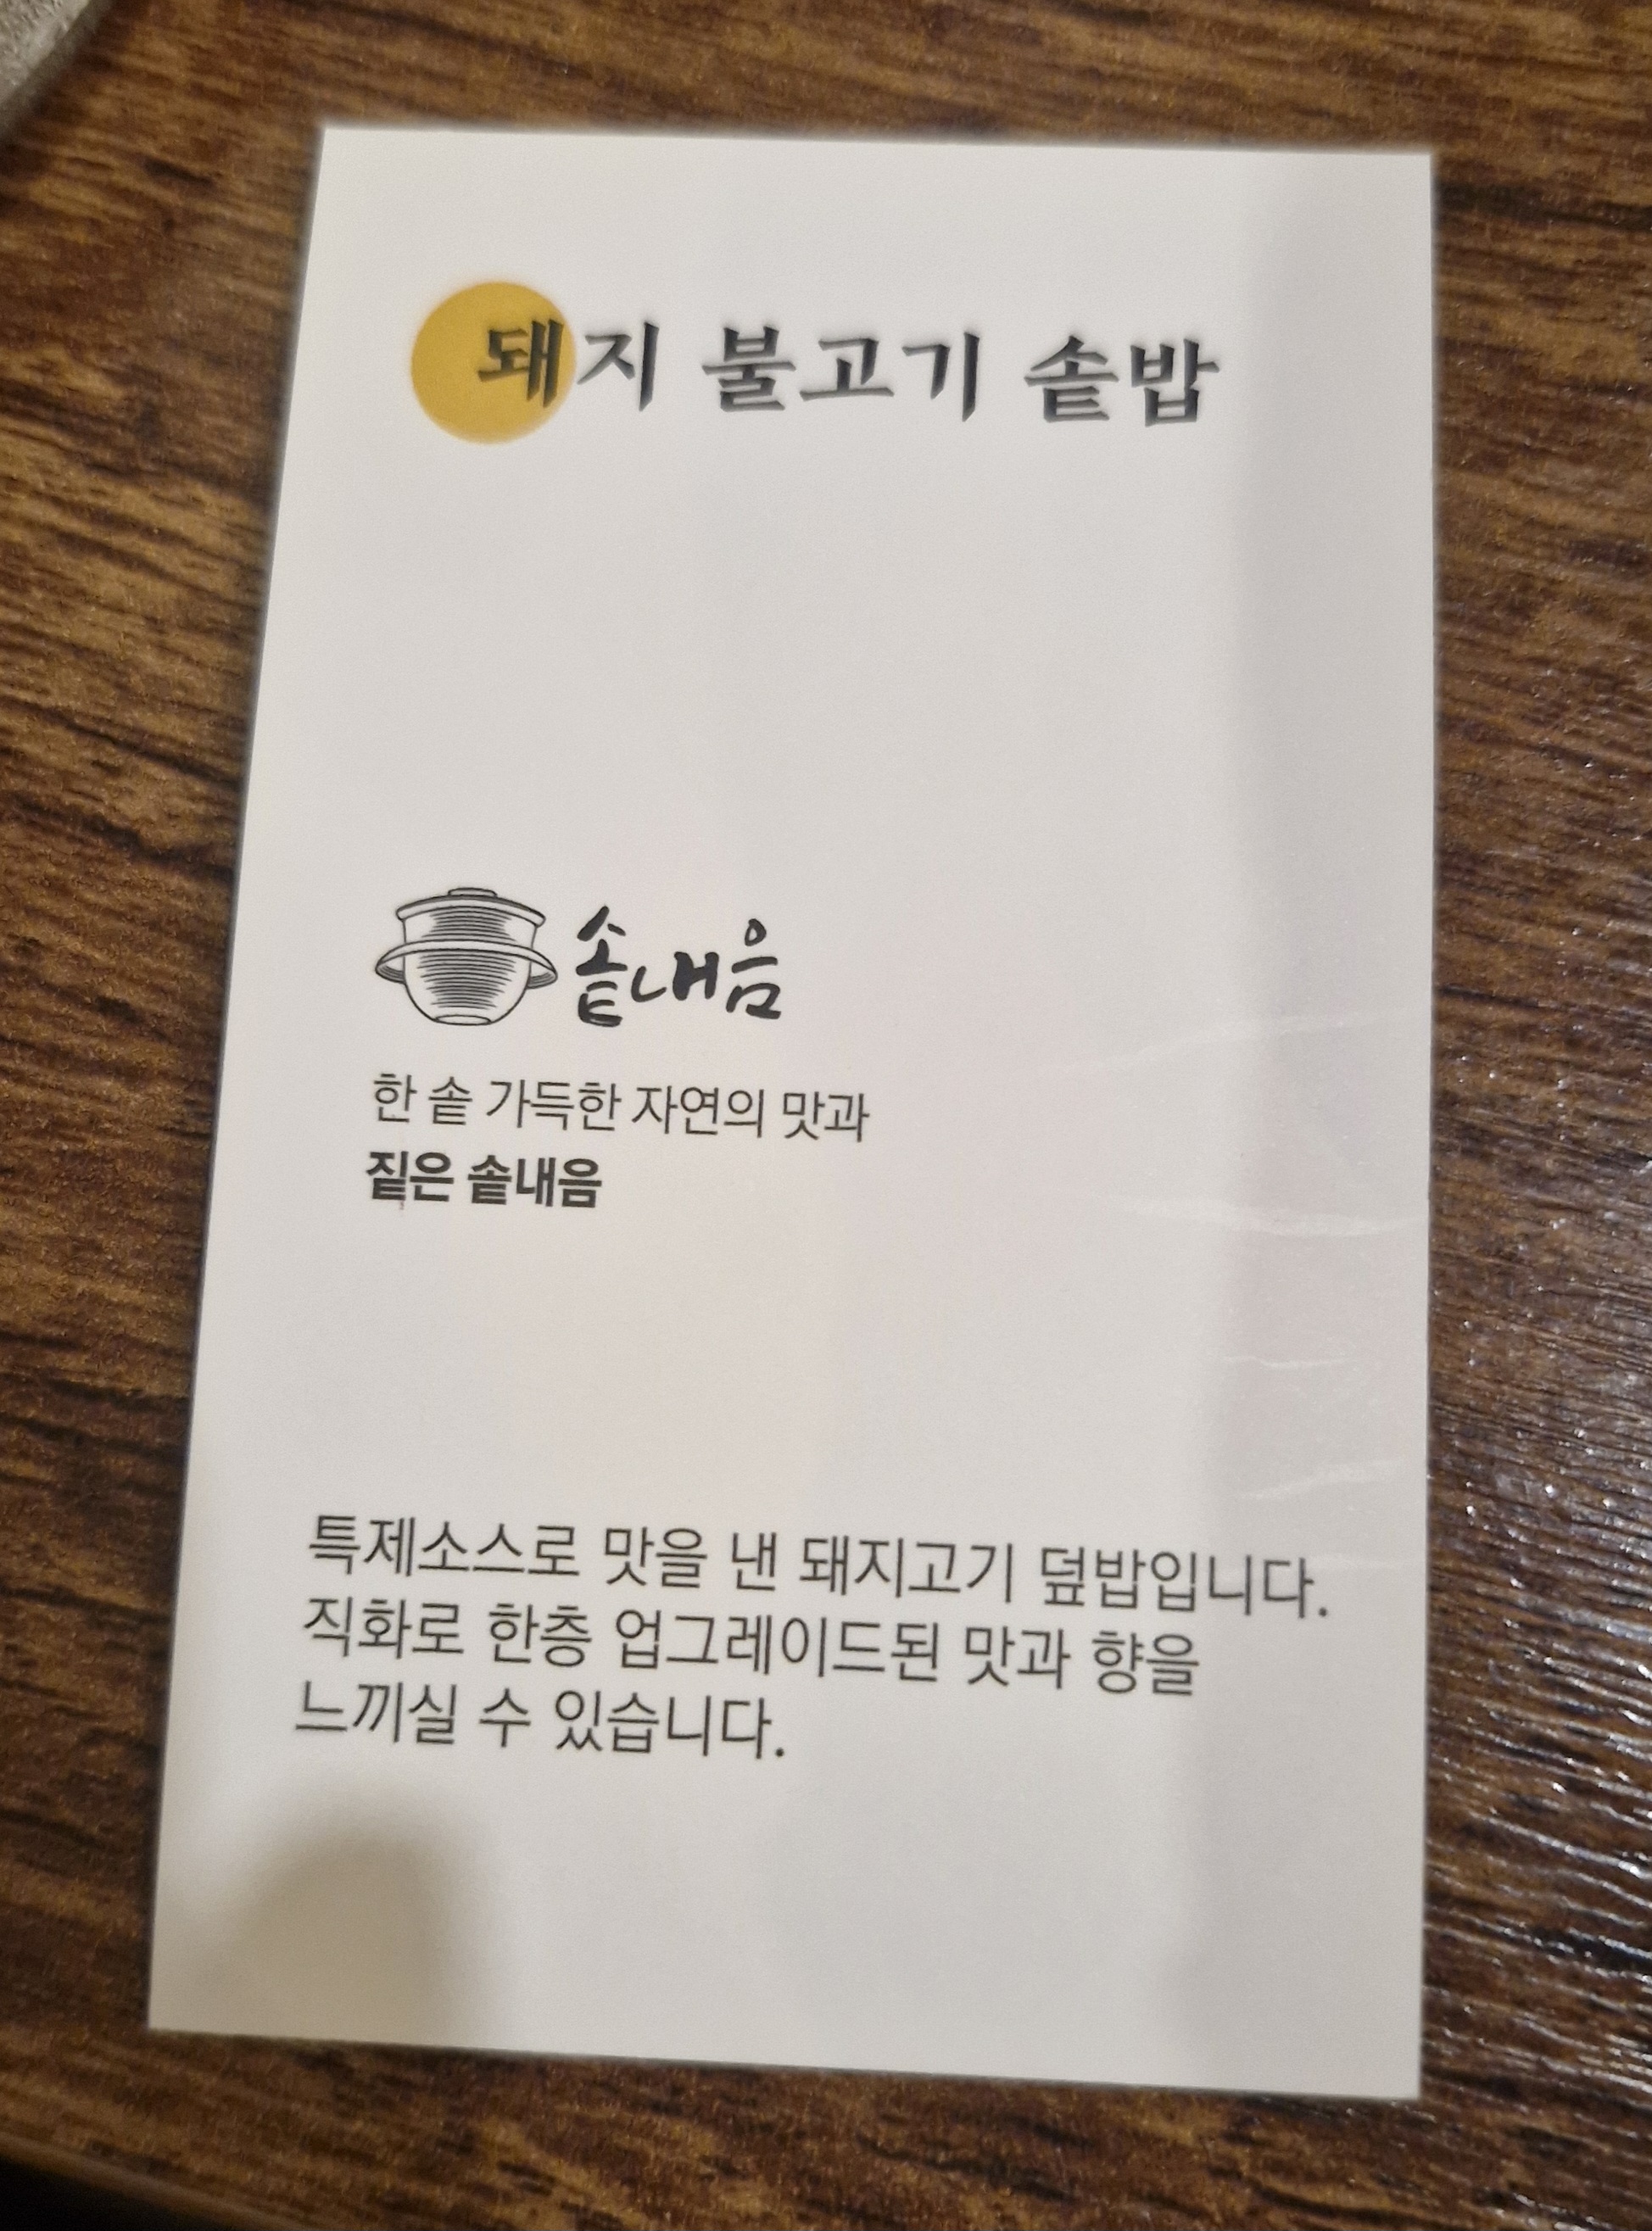 돼지 불고기 솥밥
솥내음
한 솥 가득한 자연의 맛과
짙은 솥내음
특제소스로 맛을 낸 돼지고기 덮밥입니다.
직화로 한층 업그레이드된 맛과 향을
느끼실 수 있습니다.